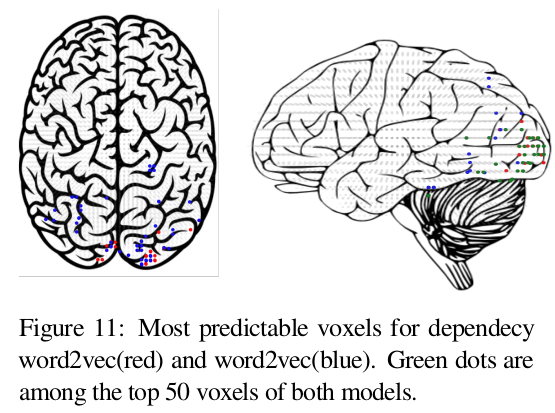 Figure 11: Most predictable voxels for dependecy
word2vec(red) and word2vec(blue). Green dots are
among the top 50 voxels of both models.